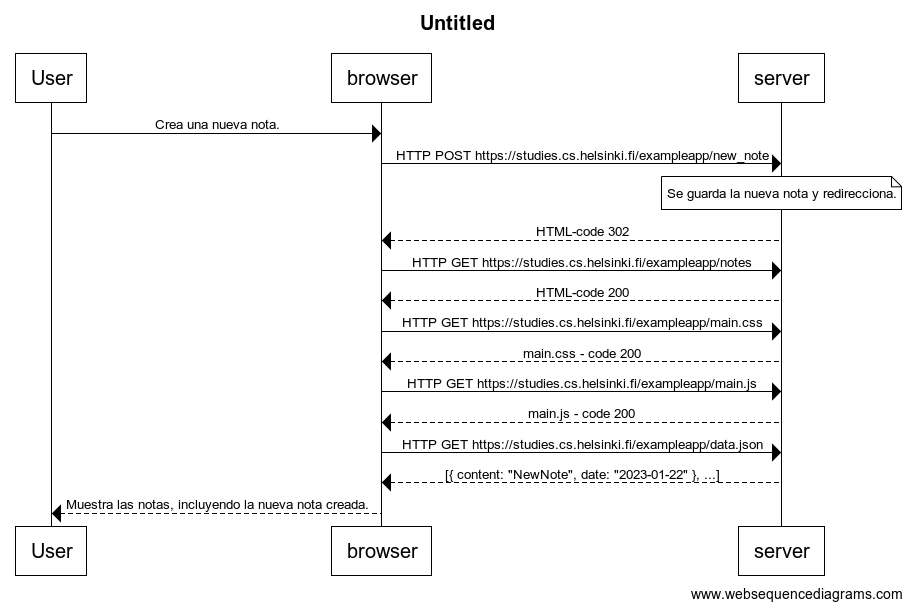 Untitled
User
browser
server
Crea una nueva nota.
HTTP POST https://studies.cs.helsinki.fi/exampleapp/new_note
Se guarda la nueva nota y redirecciona.
HTML-code 302
HTTP GET https://studies.cs.helsinki.fi/exampleapp/notes
HTML-code 200
HTTP GET https://studies.cs.helsinki.fi/exampleapp/main.css
main.css - code 200
HTTP GET https://studies.cs.helsinki.fi/exampleapp/main.js
main.js - code 200
HTTP GET https://studies.cs.helsinki.fi/exampleapp/data.json
[{ content: "NewNote", date: "2023-01-22" }, ...]
Muestra las notas, incluyendo la nueva nota creada.
User
browser
server
www.websequencediagrams.com